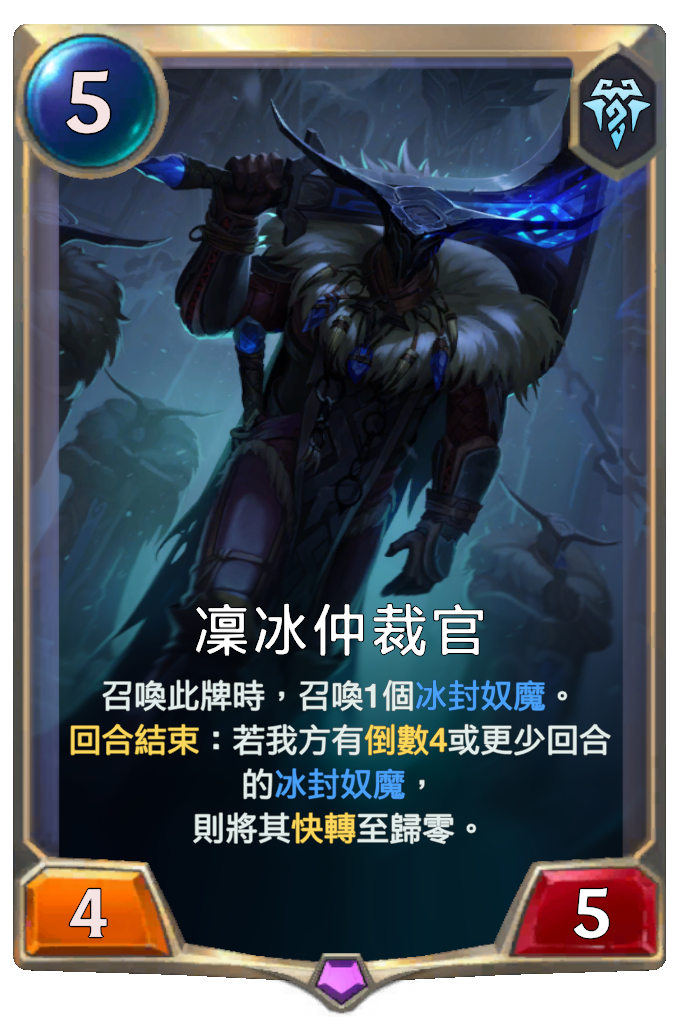 5
凜冰仲裁官
召喚此牌時，召喚1個冰封奴魔。
回合結束：若我方有倒數4或更少回合
的冰封奴魔，
則將其快轉至歸零。
4
5